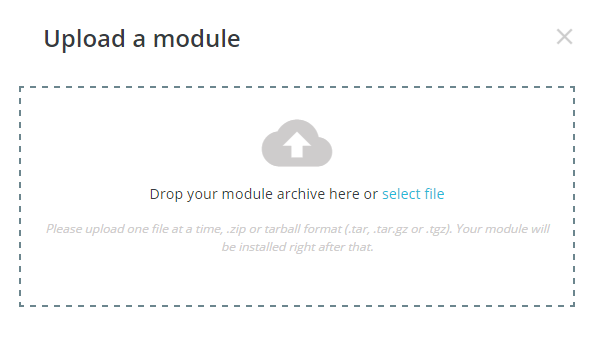 Upload a module
Drop your module archive here or select file
Please upload one file at a time, .zip or tarball format (.tar, .tar.gz or .tgz). Your module will
be installed right after that.